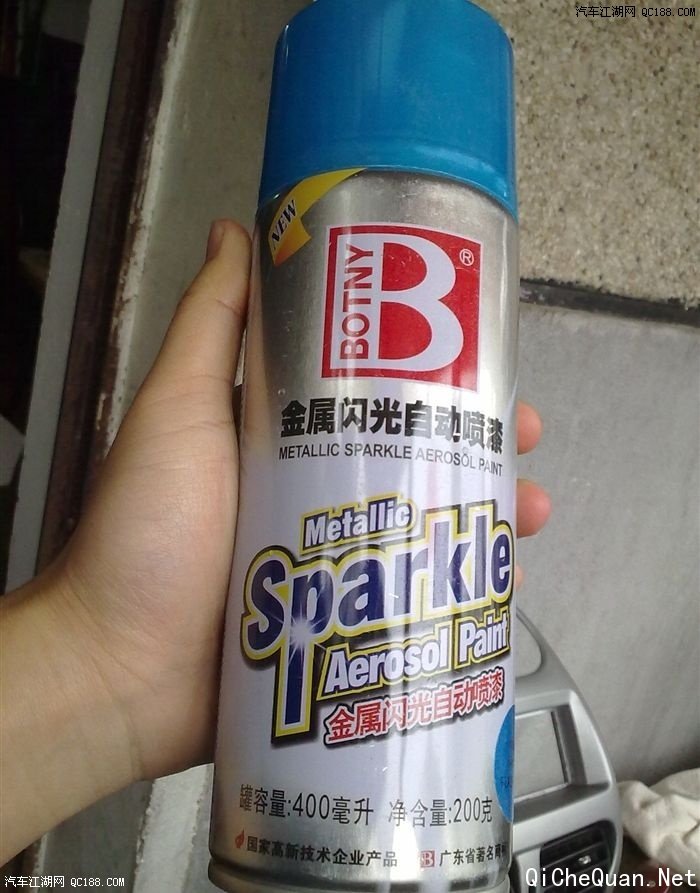 汽车江湖网 QC188.com
NEW
BOTNY
B®
金属闪光自动喷漆
METALLIC SPARKLE AEROSOL PAINT
Metallic
Sparkle
Aerosol Paint
金属闪光自动喷漆
罐容量:400毫升 净含量:200克
国家高新技术企业产品 B 广东省著名商
汽车江湖网 QC188.com
QiCheQuan.Net